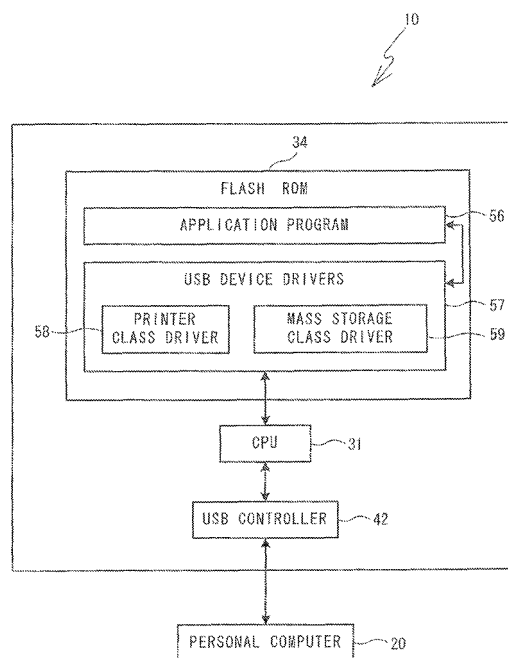 10
34
FLASH ROM
APPLICATION PROGRAM
56
USB DEVICE DRIVERS
57
58
PRINTER
CLASS DRIVER
MASS STORAGE
CLASS DRIVER
59
CPU
31
USB CONTROLLER
42
PERSONAL COMPUTER
20